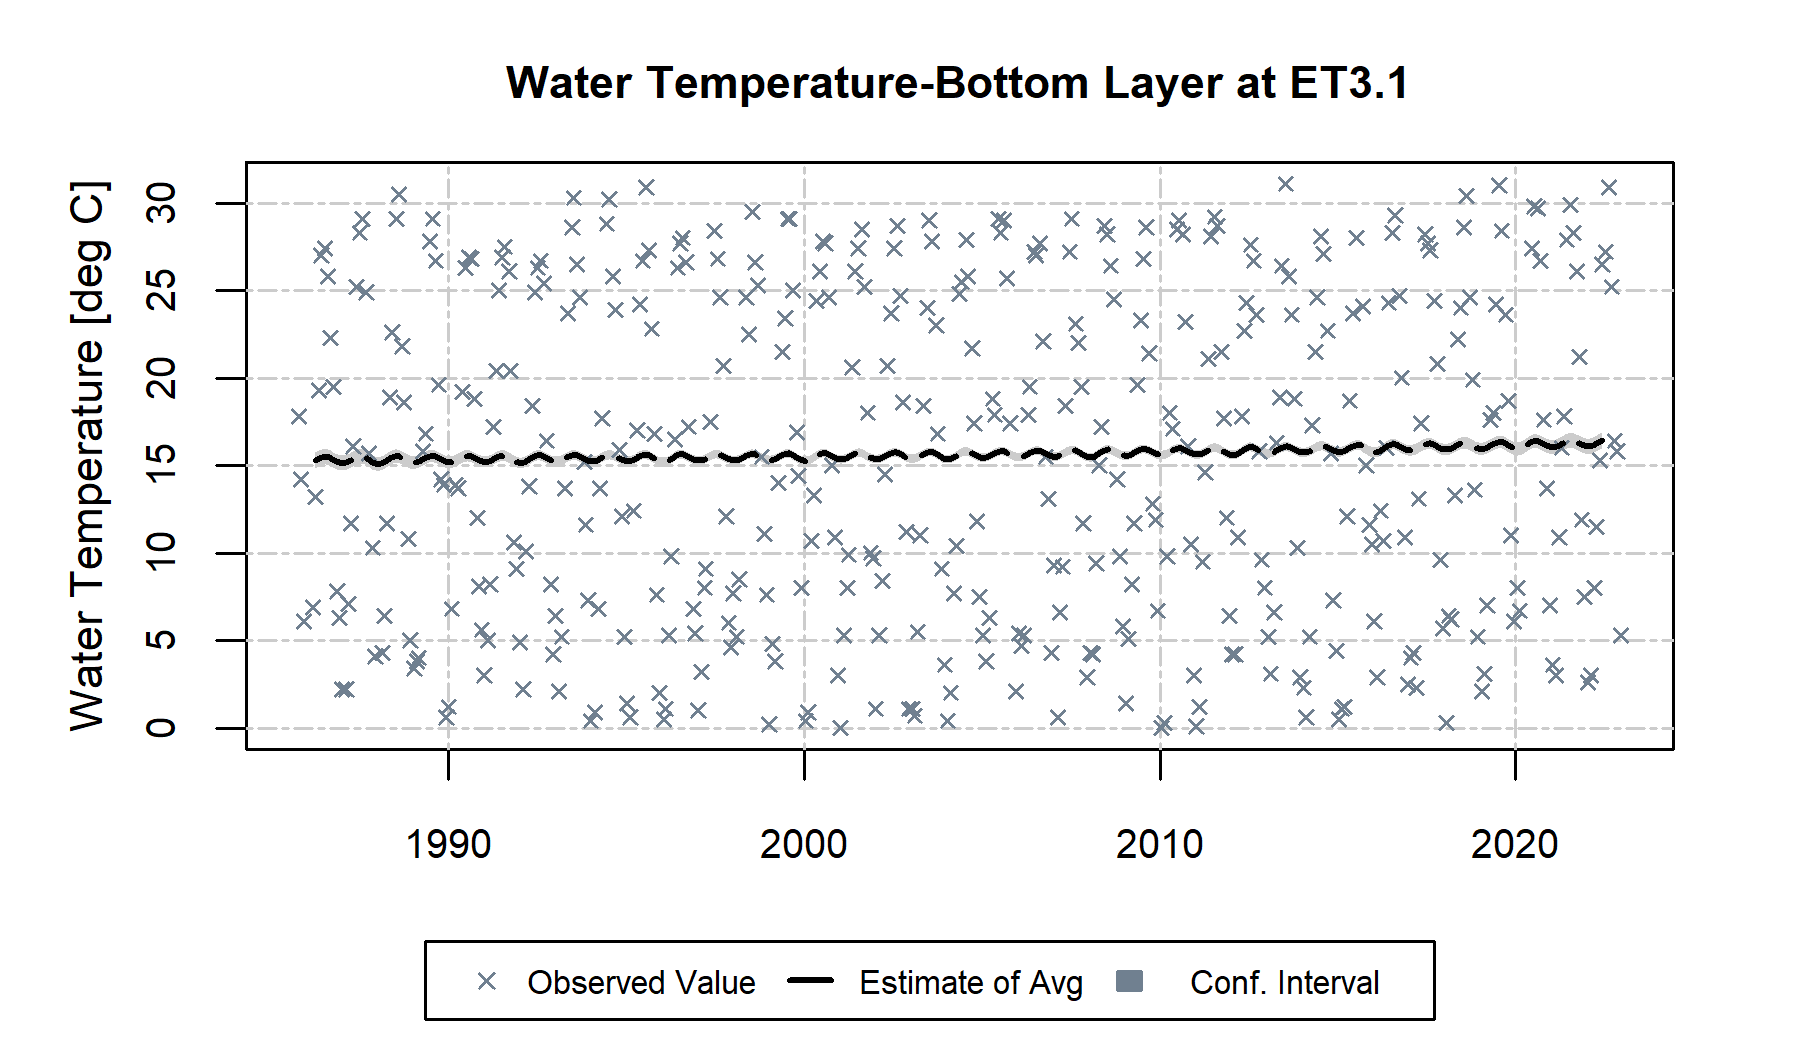 Water Temperature-Bottom Layer at ET3.1
Water Temperature [deg C]
30
25
20
15
10
5
0
1990 2000 2010 2020
Observed Value Estimate of Avg Conf. Interval